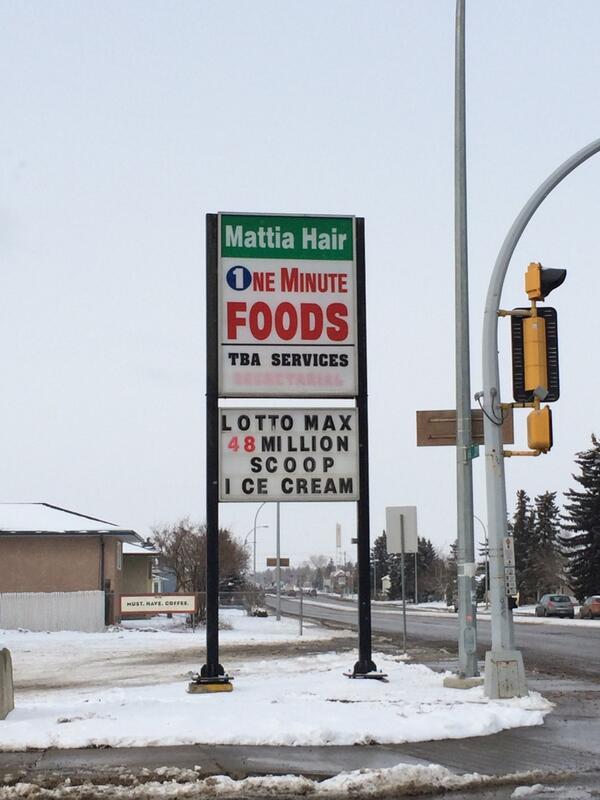 Mattia Hair
1NE MINUTE
FOODS
TBA SERVICES
SECRETARIAL
LOTTO MAX
48 MILLION
SCOOP
ICE CREAM
MUST. HAVE. COFFEE.